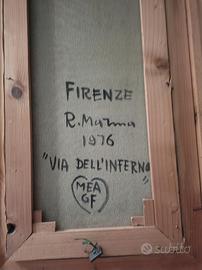 FIRENZE
R. Marma
1976
"VIA DELL'INFERNO"
MEA
GF
subito